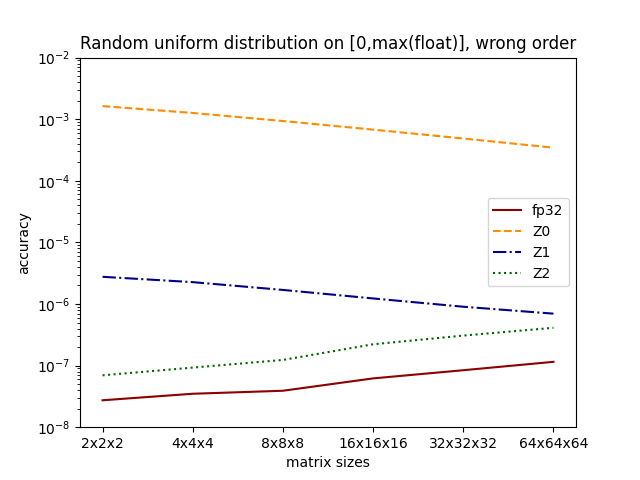 Random uniform distribution on [0,max(float)], wrong order
10⁻²
10⁻³
10⁻⁴
10⁻⁵
10⁻⁶
10⁻⁷
10⁻⁸
accuracy
fp32
Z0
Z1
Z2
2x2x2 4x4x4 8x8x8 16x16x16 32x32x32 64x64x64
matrix sizes